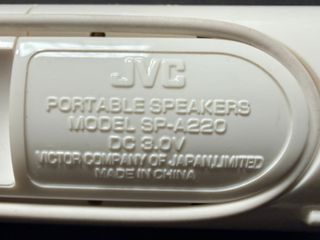 JVC
PORTABLE SPEAKERS
MODEL SP-A220
DC 3.0V
VICTOR COMPANY OF JAPAN,LIMITED
MADE IN CHINA